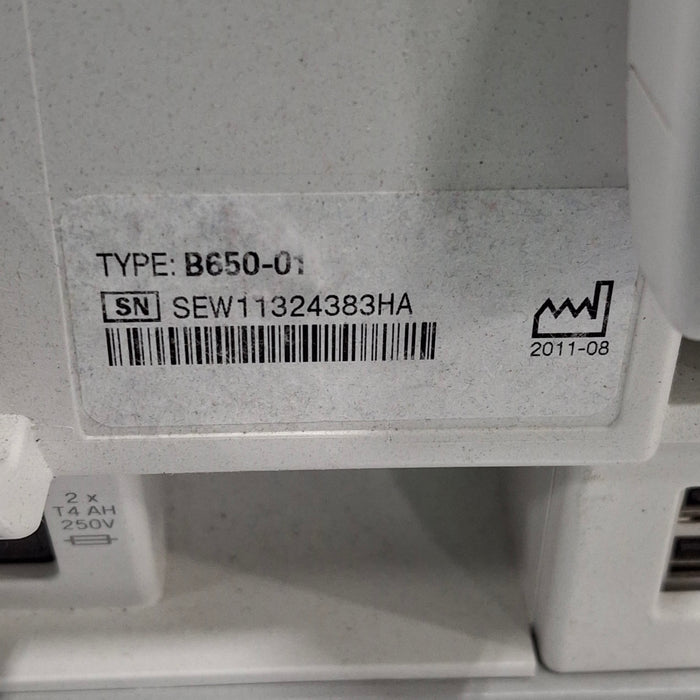 TYPE: B650-01
SN SEW11324383HA
2011-08
2 x
T4 AH
250V